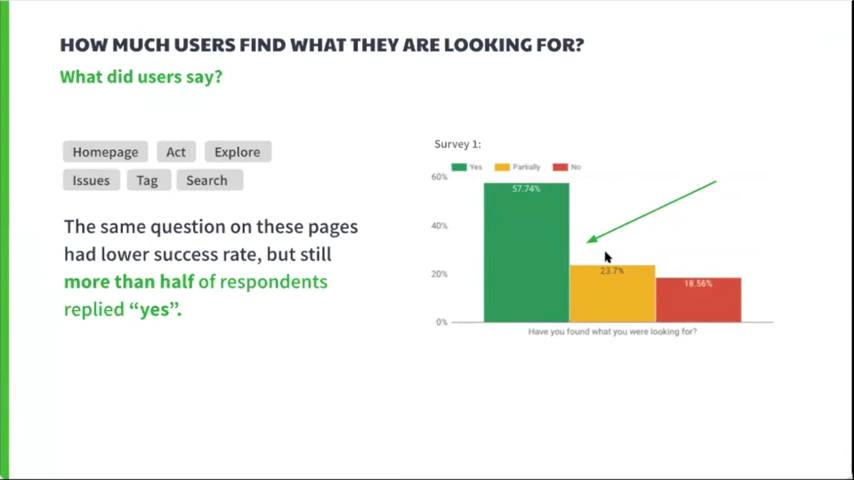 HOW MUCH USERS FIND WHAT THEY ARE LOOKING FOR?
What did users say?
Homepage Act Explore
Issues Tag Search
The same question on these pages
had lower success rate, but still
more than half of respondents
replied “yes”.
Survey 1:
Yes Partially No
60%
40%
20%
0%
57.74%
23.7%
18.56%
Have you found what you were looking for?